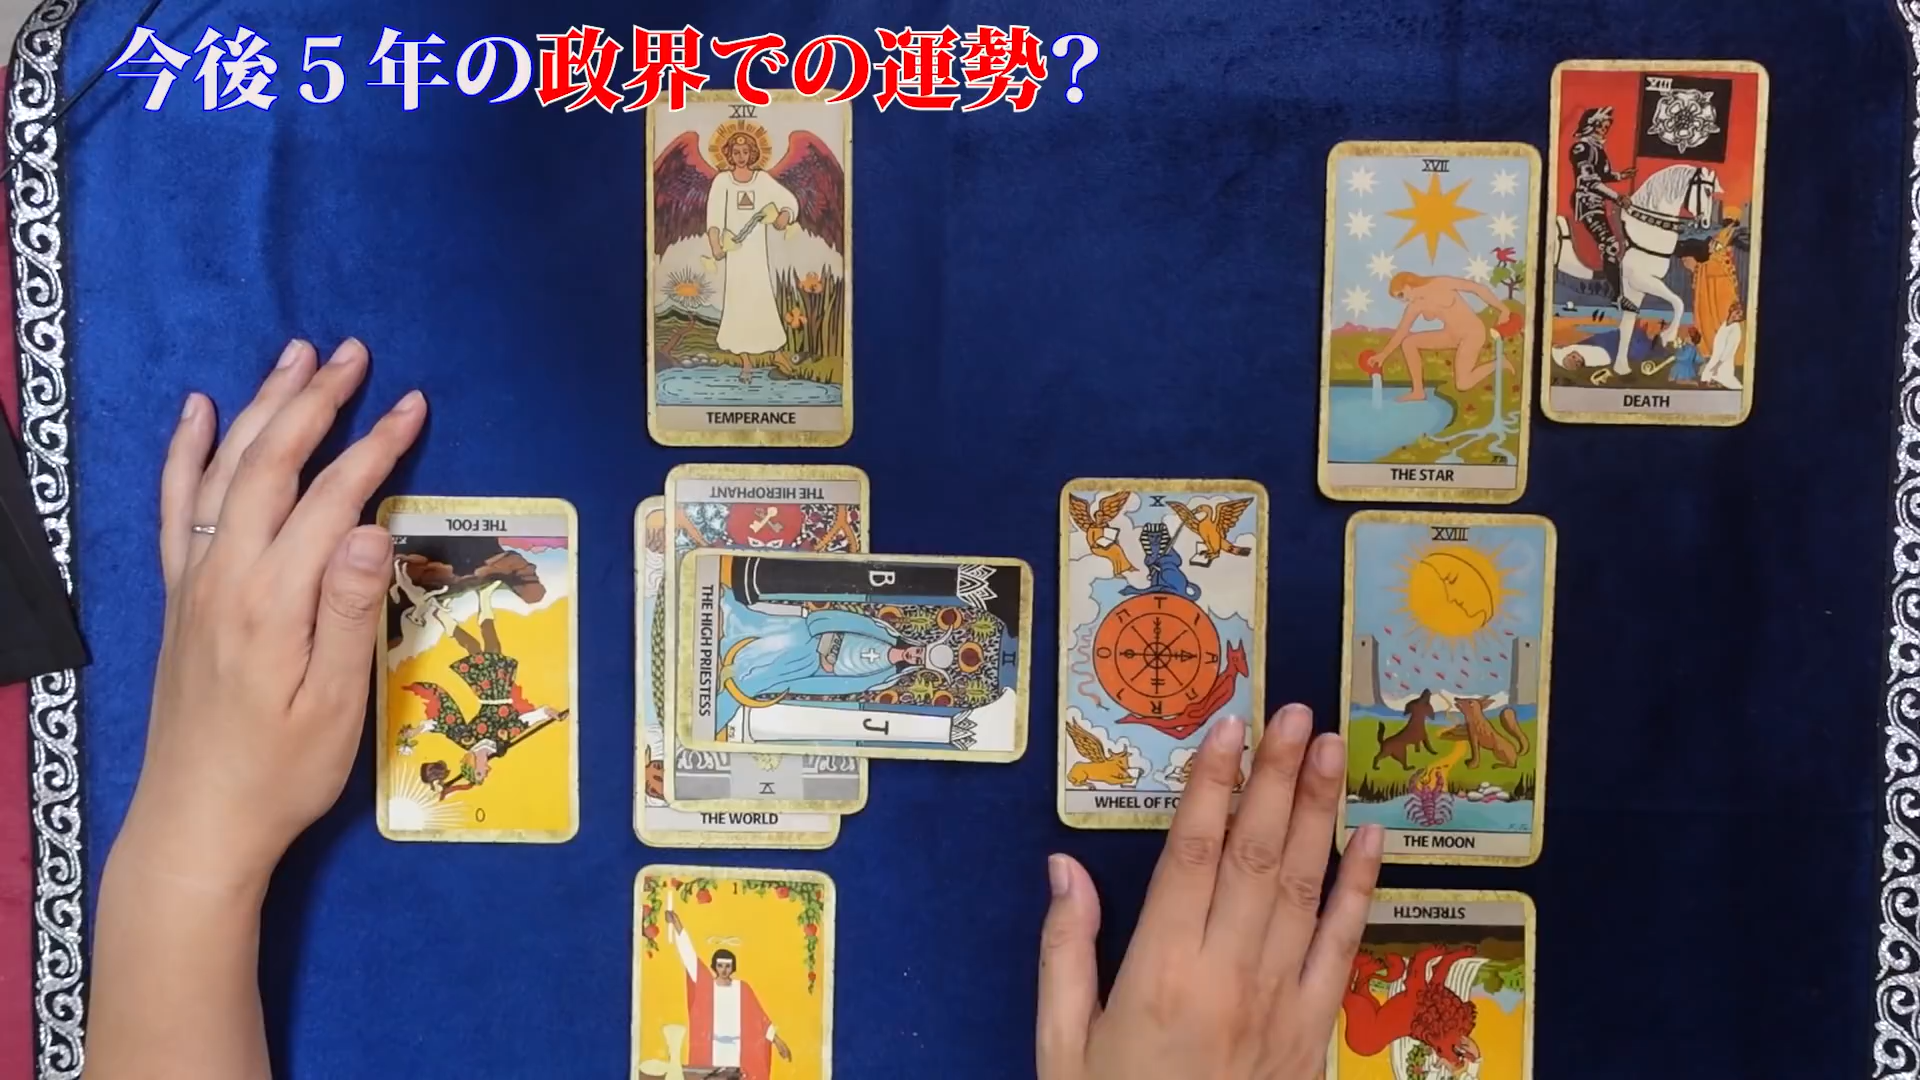 今後５年の政界での運勢？
XIV
TEMPERANCE
XVII
THE STAR
XIII
DEATH
THE FOOL
0
THE HIEROPHANT
V
THE HIGH PRIESTESS
II
B
J
THE WORLD
X
WHEEL OF FO
XVIII
THE MOON
I
STRENGTH